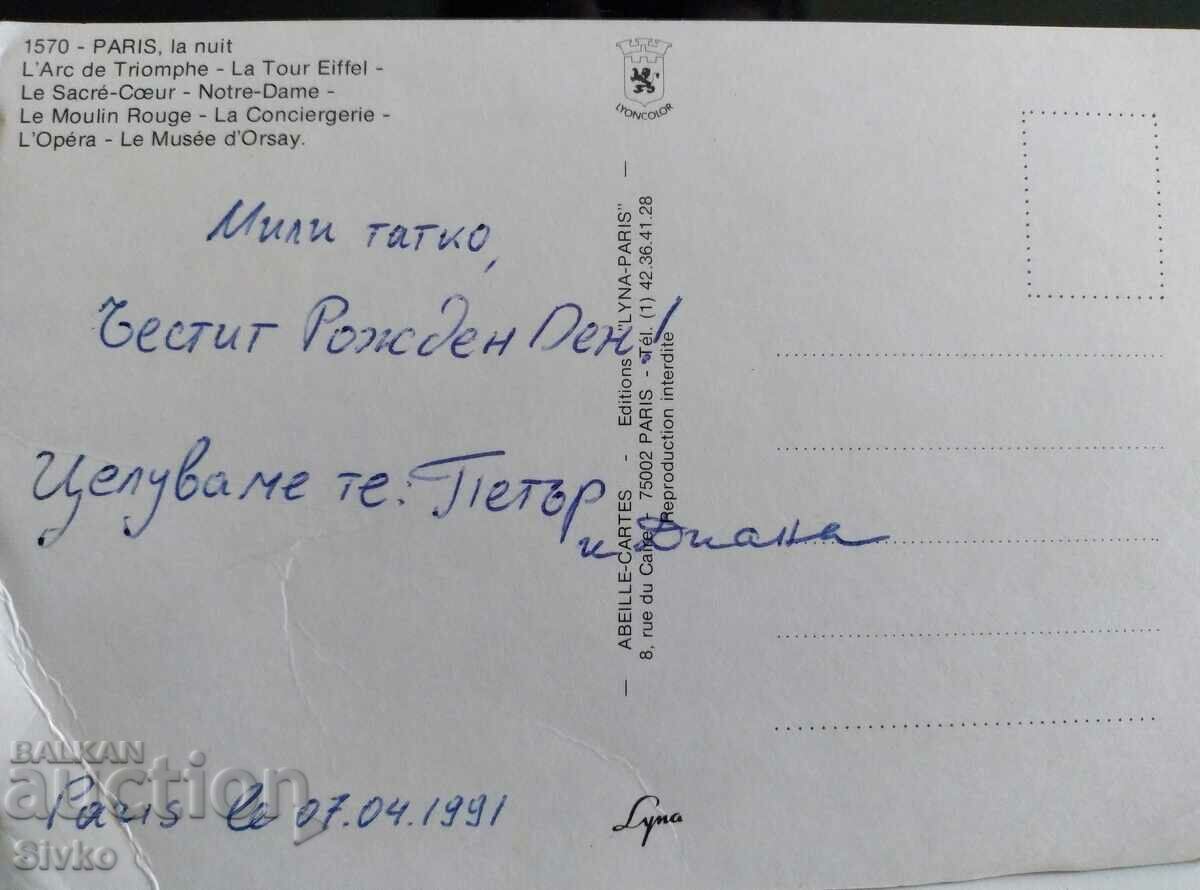 1570 - PARIS, la nuit
L'Arc de Triomphe - La Tour Eiffel -
Le Sacré-Cœur - Notre-Dame -
Le Moulin Rouge - La Conciergerie -
L'Opéra - Le Musée d'Orsay.
LYONCOLOR
Мили татко,
Честит Рожден Ден!
Целуваме те: Петър
и Диана
Paris le 07.04.1991
— ABEILLE-CARTES - Editions "LYNA-PARIS" —
8, rue du Caire - 75002 PARIS - Tél. (1) 42.36.41.28
Reproduction interdite
Lyna
BALKAN
auction
Sivko